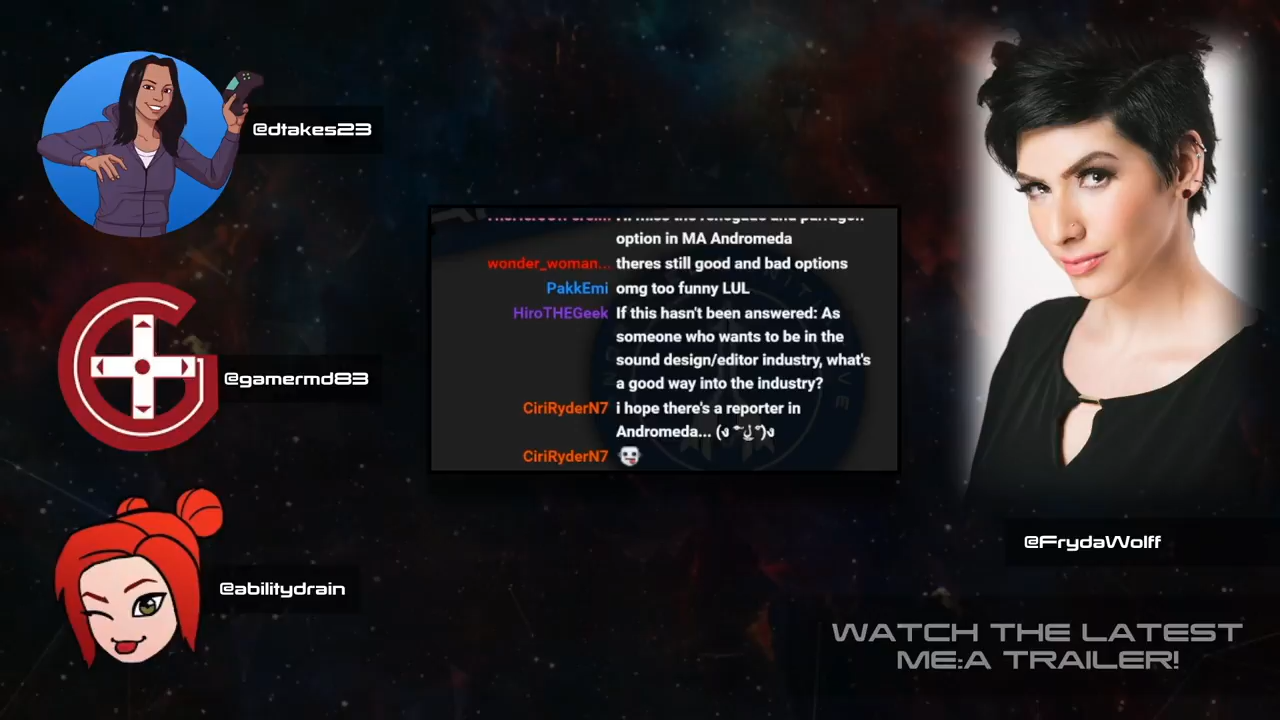 @dtakes23
@gamermd83
@abilitydrain
option in MA Andromeda
wonder_woman... theres still good and bad options
PakkEmi omg too funny LUL
HiroTHEGeek If this hasn't been answered: As
someone who wants to be in the
sound design/editor industry, what's
a good way into the industry?
CiriRyderN7 i hope there's a reporter in
Andromeda... (ง ͠° ͟ل͜ ͡°)ง
CiriRyderN7
@FrydaWolff
WATCH THE LATEST
ME:A TRAILER!